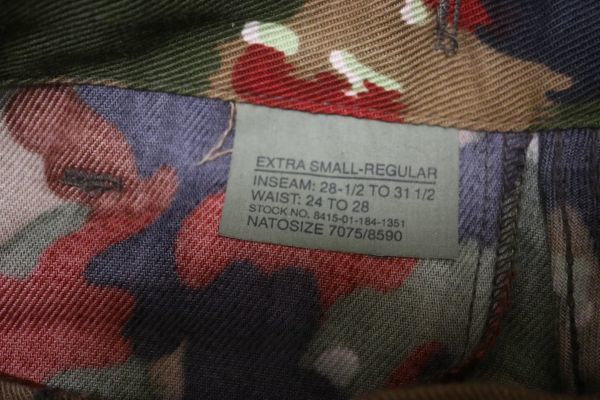 EXTRA SMALL-REGULAR
INSEAM: 28-1/2 TO 31 1/2
WAIST: 24 TO 28
STOCK NO. 8415-01-184-1351
NATOSIZE 7075/8590